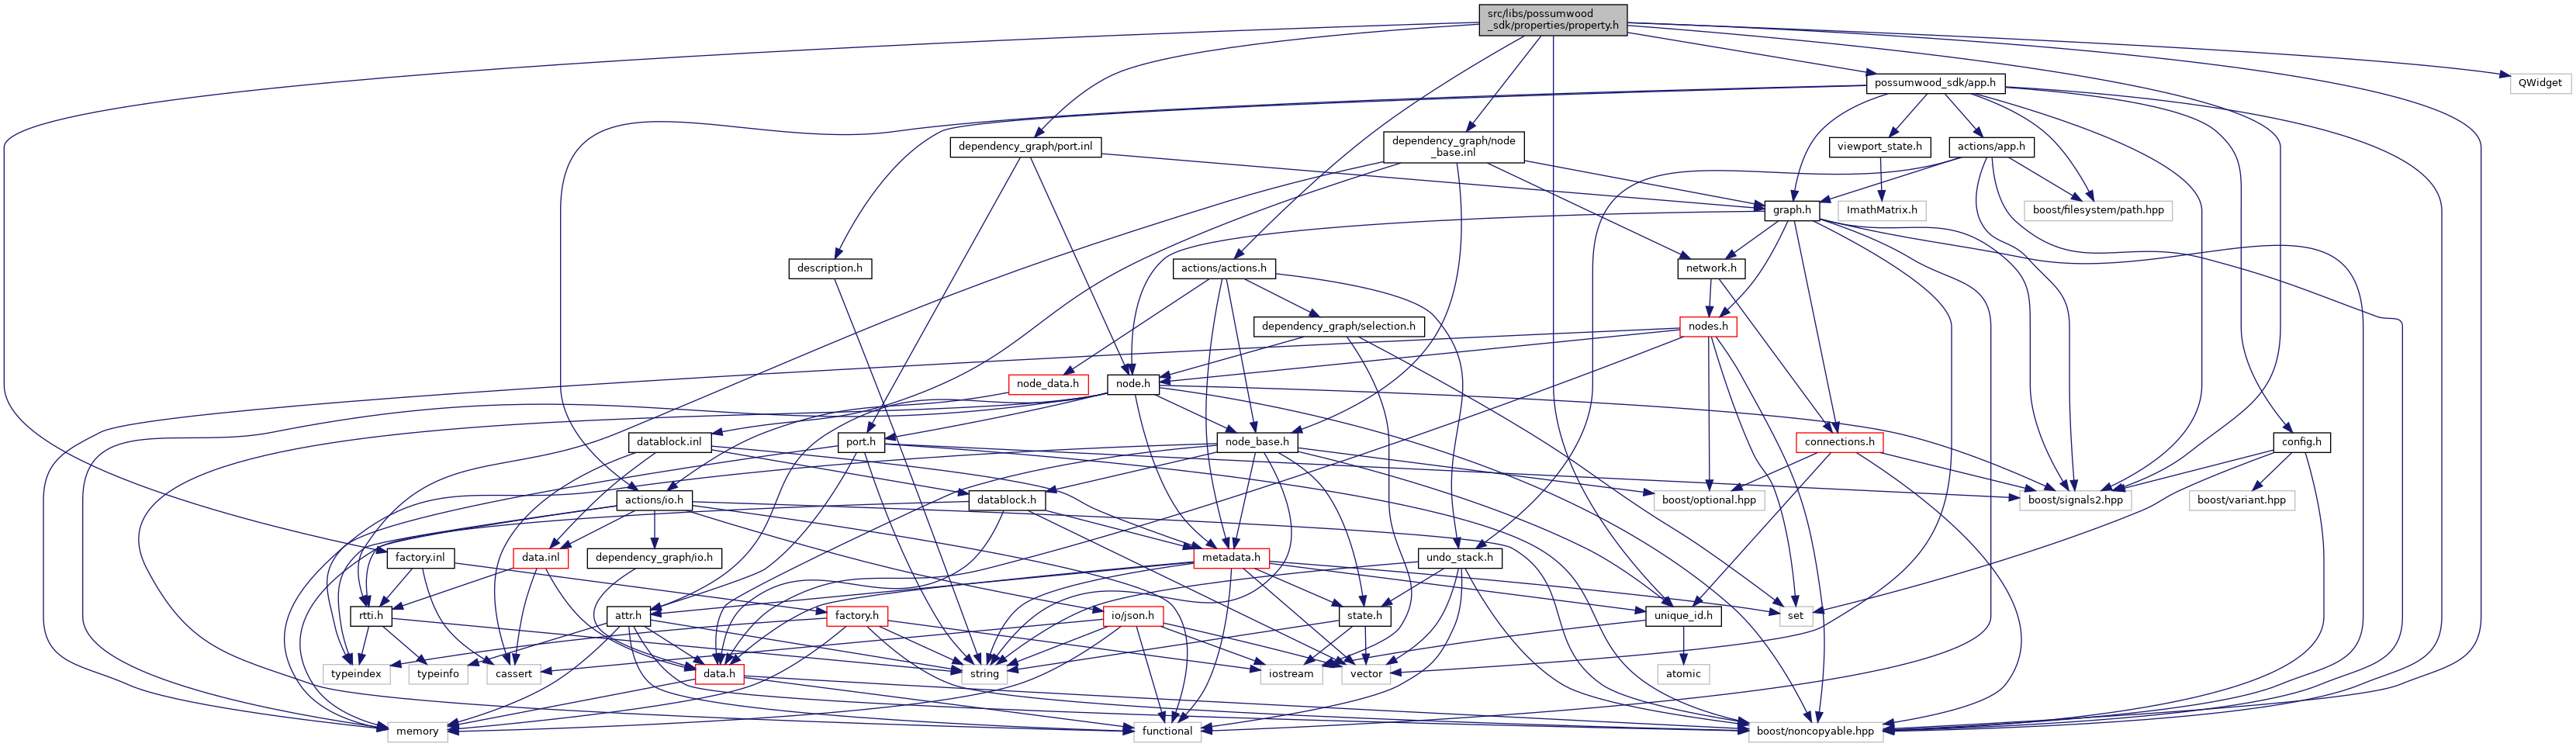 src/libs/possumwood
_sdk/properties/property.h
possumwood_sdk/app.h
QWidget
dependency_graph/port.inl
dependency_graph/node
_base.inl
viewport_state.h
actions/app.h
graph.h
ImathMatrix.h
boost/filesystem/path.hpp
description.h
actions/actions.h
network.h
dependency_graph/selection.h
nodes.h
node_data.h
node.h
datablock.inl
port.h
node_base.h
connections.h
config.h
actions/io.h
datablock.h
boost/optional.hpp
boost/signals2.hpp
boost/variant.hpp
factory.inl
data.inl
dependency_graph/io.h
metadata.h
undo_stack.h
rtti.h
attr.h
factory.h
io/json.h
state.h
unique_id.h
set
typeindex
typeinfo
cassert
data.h
string
iostream
vector
atomic
memory
functional
boost/noncopyable.hpp